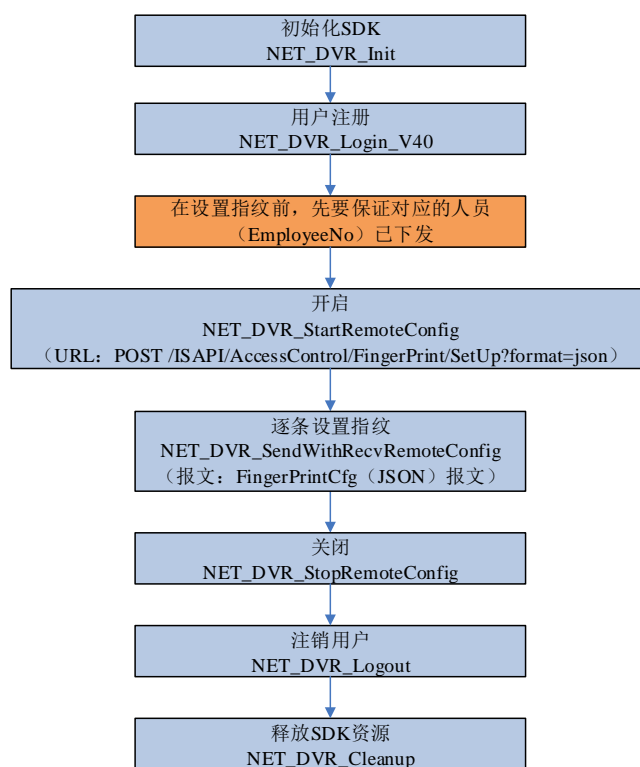 初始化SDK
NET_DVR_Init
用户注册
NET_DVR_Login_V40
在设置指纹前，先要保证对应的人员
（EmployeeNo）已下发
开启
NET_DVR_StartRemoteConfig
（URL：POST /ISAPI/AccessControl/FingerPrint/SetUp?format=json）
逐条设置指纹
NET_DVR_SendWithRecvRemoteConfig
（报文：FingerPrintCfg（JSON）报文）
关闭
NET_DVR_StopRemoteConfig
注销用户
NET_DVR_Logout
释放SDK资源
NET_DVR_Cleanup